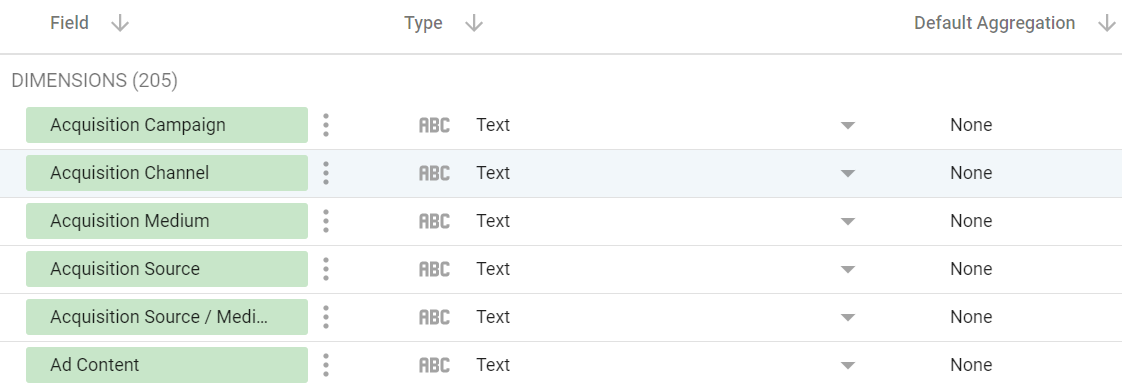 Field Type Default Aggregation
DIMENSIONS (205)
Acquisition Campaign ABC Text None
Acquisition Channel ABC Text None
Acquisition Medium ABC Text None
Acquisition Source ABC Text None
Acquisition Source / Medi... ABC Text None
Ad Content ABC Text None